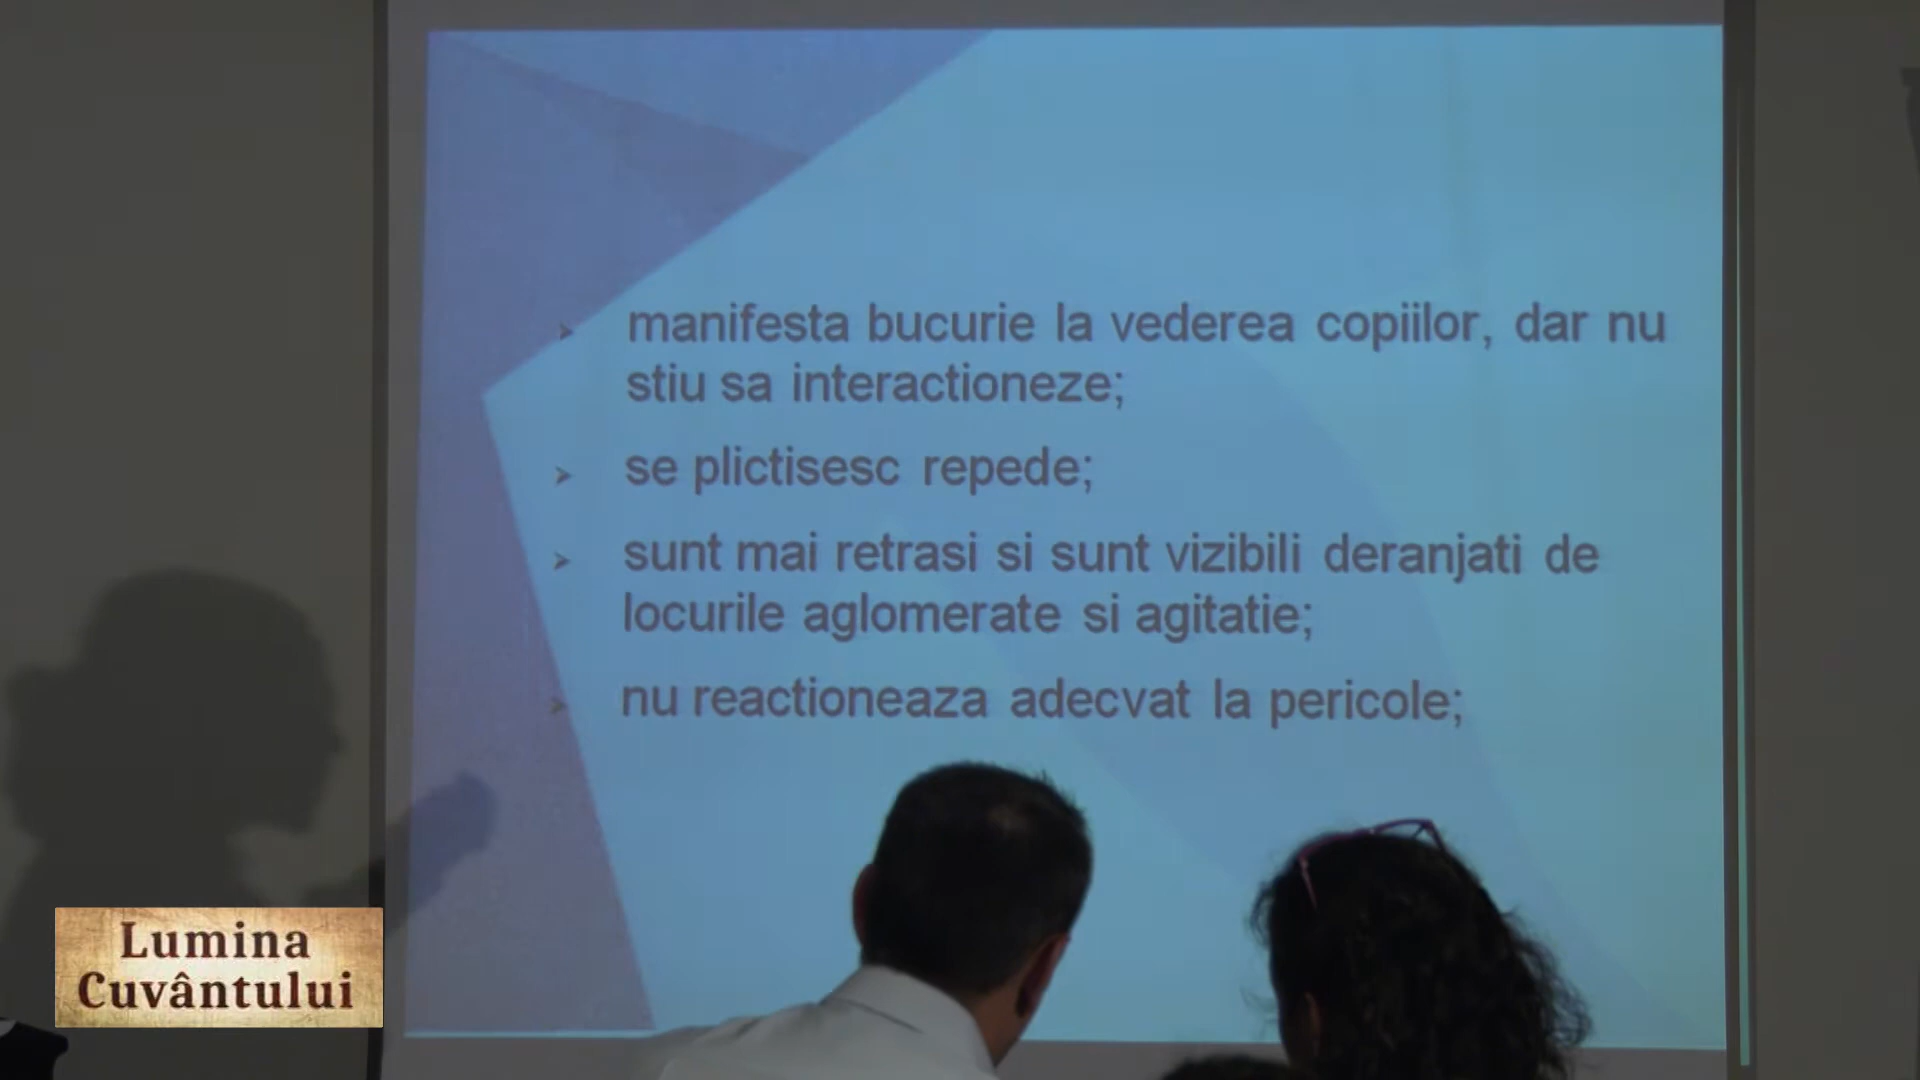 manifesta bucurie la vederea copiilor, dar nu
stiu sa interactioneze;
se plictisesc repede;
sunt mai retrasi si sunt vizibili deranjati de
locurile aglomerate si agitatie;
nu reactioneaza adecvat la pericole;
Lumina
Cuvântului